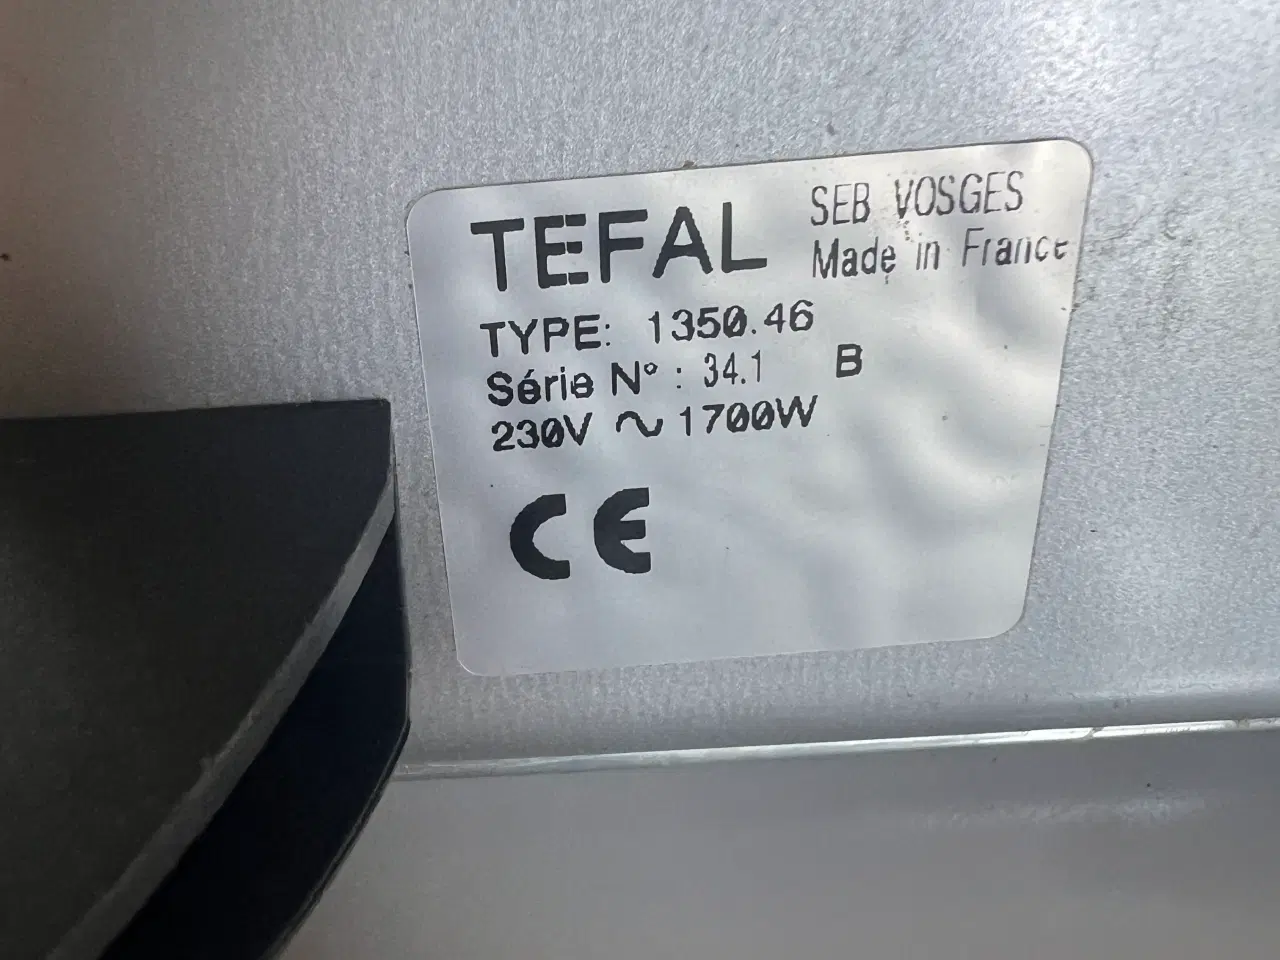 TEFAL SEB VOSGES
Made in France
TYPE: 1350.46
Série N° : 34.1 B
230V ~ 1700W
CE